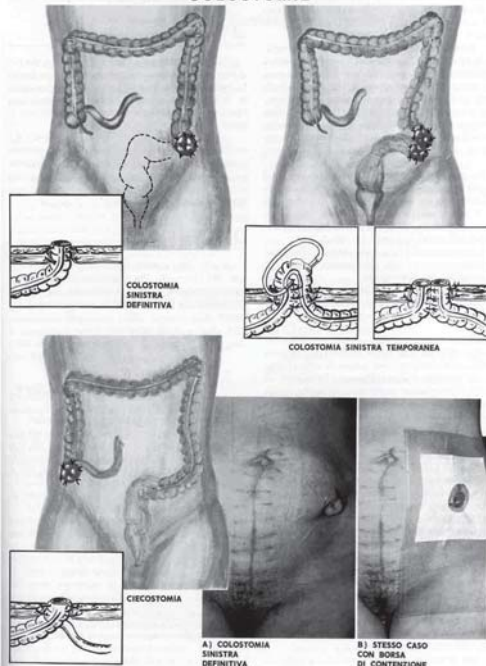 COLOSTOMIA
SINISTRA
DEFINITIVA
COLOSTOMIA SINISTRA TEMPORANEA
CIECOSTOMIA
A) COLOSTOMIA
SINISTRA
DEFINITIVA
B) STESSO CASO
CON BORSA
DI CONTENZIONE